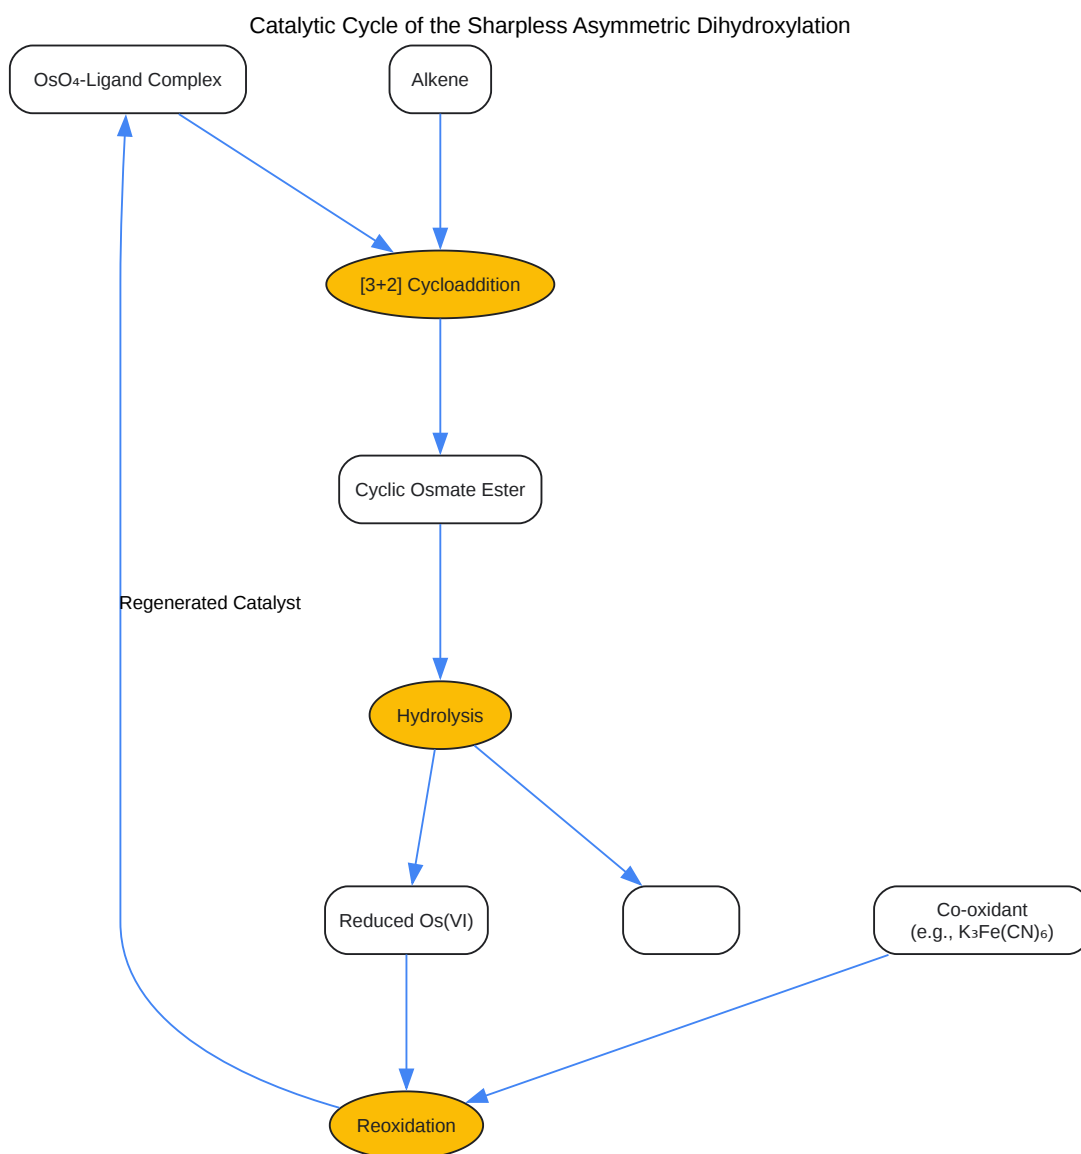 Catalytic Cycle of the Sharpless Asymmetric Dihydroxylation
OsO₄-Ligand Complex
Alkene
[3+2] Cycloaddition
Cyclic Osmate Ester
Regenerated Catalyst
Hydrolysis
Reduced Os(VI)
Co-oxidant
(e.g., K₃Fe(CN)₆)
Reoxidation